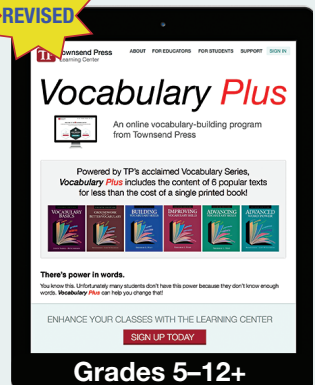 REVISED
TP Townsend Press
Learning Center
ABOUT FOR EDUCATORS FOR STUDENTS SUPPORT SIGN IN
Vocabulary Plus
An online vocabulary-building program
from Townsend Press
Powered by TP's acclaimed Vocabulary Series,
Vocabulary Plus includes the content of 6 popular texts
for less than the cost of a single printed book!
VOCABULARY BASICS
GROUNDWORK
BUILDING VOCABULARY SKILLS
IMPROVING VOCABULARY SKILLS
ADVANCING VOCABULARY SKILLS
ADVANCED WORD POWER
There's power in words.
You know this. Unfortunately many students don't have this power because they don't know enough
words. Vocabulary Plus can help you change that!
ENHANCE YOUR CLASSES WITH THE LEARNING CENTER
SIGN UP TODAY
Grades 5–12+